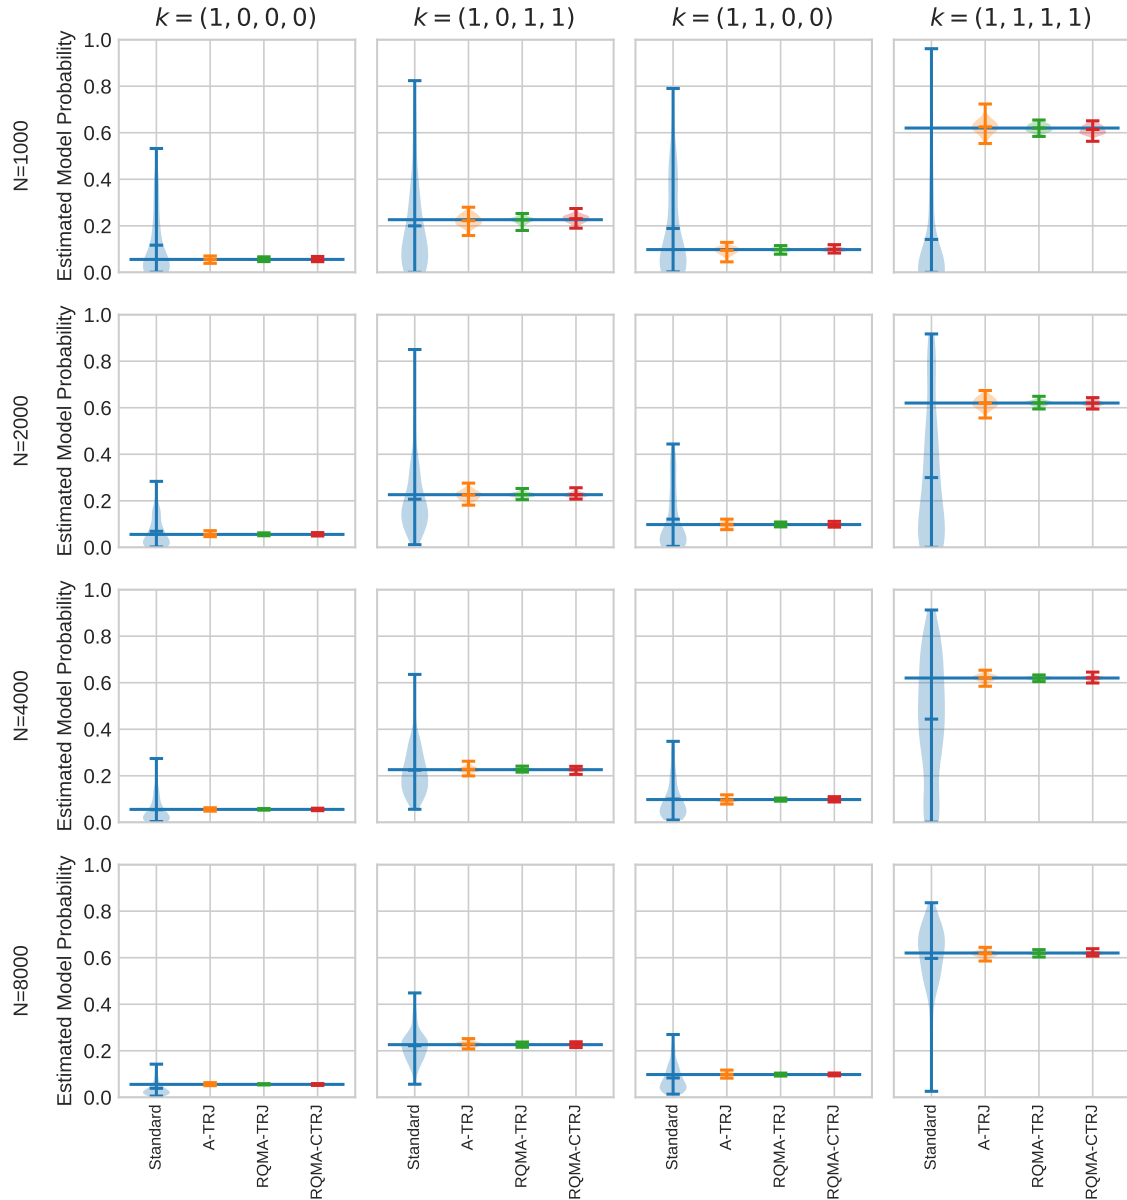 k = (1, 0, 0, 0)
k = (1, 0, 1, 1)
k = (1, 1, 0, 0)
k = (1, 1, 1, 1)
N=1000
Estimated Model Probability
1.0
0.8
0.6
0.4
0.2
0.0
N=2000
Estimated Model Probability
1.0
0.8
0.6
0.4
0.2
0.0
N=4000
Estimated Model Probability
1.0
0.8
0.6
0.4
0.2
0.0
N=8000
Estimated Model Probability
1.0
0.8
0.6
0.4
0.2
0.0
Standard
A-TRJ
RQMA-TRJ
RQMA-CTRJ
Standard
A-TRJ
RQMA-TRJ
RQMA-CTRJ
Standard
A-TRJ
RQMA-TRJ
RQMA-CTRJ
Standard
A-TRJ
RQMA-TRJ
RQMA-CTRJ